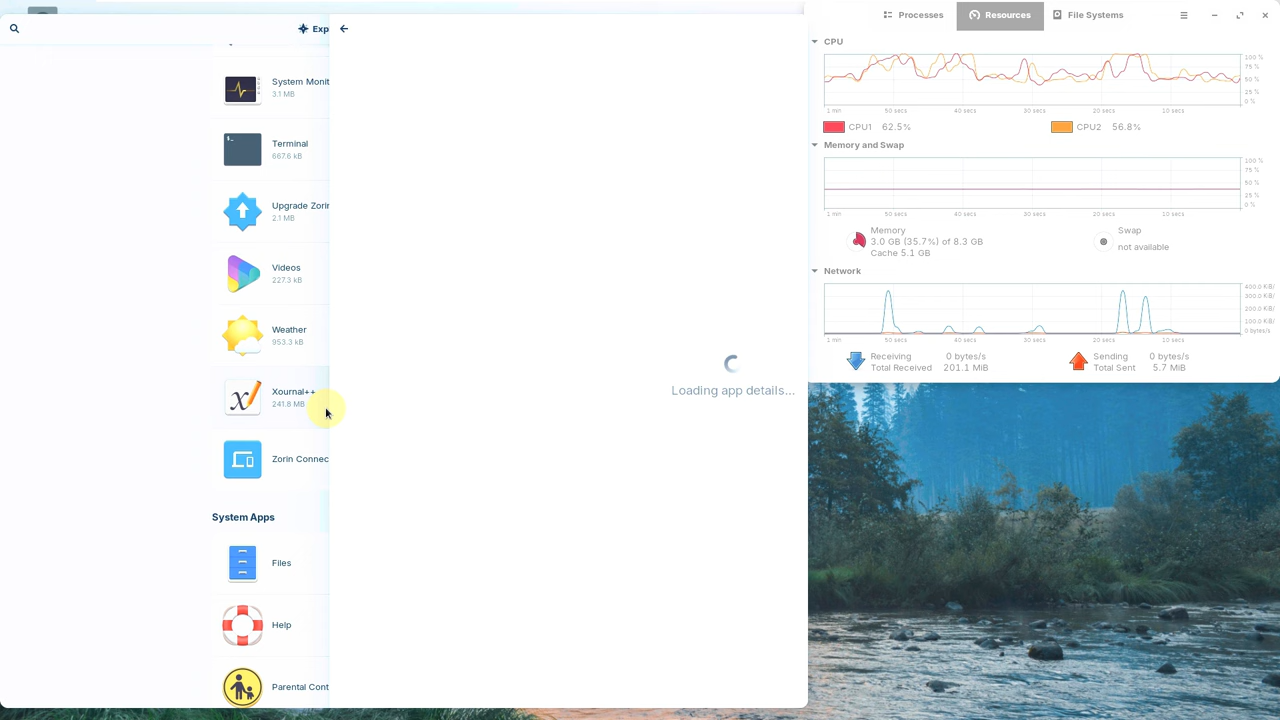 Exp
System Monit
3.1 MB
Terminal
667.6 kB
Upgrade Zorin
2.1 MB
Videos
227.3 kB
Weather
953.3 kB
Xournal++
241.8 MB
Zorin Connec
System Apps
Files
Help
Parental Cont
Loading app details...
Processes
Resources
File Systems
CPU
100 %
75 %
50 %
25 %
0 %
1 min 50 secs 40 secs 30 secs 20 secs 10 secs
CPU1 62.5%
CPU2 56.8%
Memory and Swap
100 %
75 %
50 %
25 %
0 %
1 min 50 secs 40 secs 30 secs 20 secs 10 secs
Memory
3.0 GB (35.7%) of 8.3 GB
Cache 5.1 GB
Swap
not available
Network
400.0 KiB/
300.0 KiB/
200.0 KiB/
100.0 KiB/
0 bytes/s
1 min 50 secs 40 secs 30 secs 20 secs 10 secs
Receiving 0 bytes/s
Total Received 201.1 MiB
Sending 0 bytes/s
Total Sent 5.7 MiB